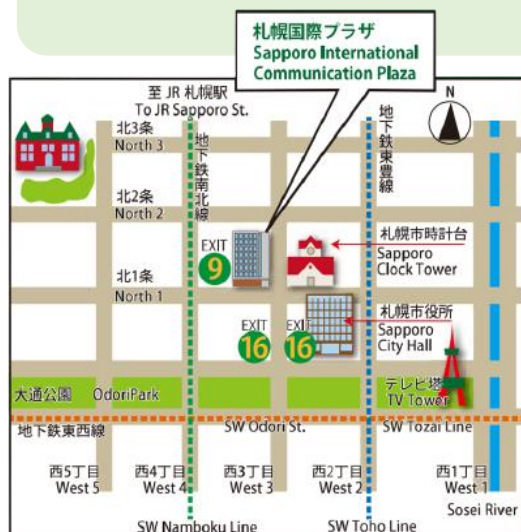 札幌国際プラザ
Sapporo International
Communication Plaza
至 JR 札幌駅
To JR Sapporo St.
N
北3条
North 3
地下鉄南北線
地下鉄東豊線
北2条
North 2
EXIT
9
札幌市時計台
Sapporo
Clock Tower
北1条
North 1
札幌市役所
Sapporo
City Hall
EXIT
16
EXIT
16
大通公園 OdoriPark
テレビ塔
TV Tower
地下鉄東西線
SW Odori St.
SW Tozai Line
西5丁目
West 5
西4丁目
West 4
西3丁目
West 3
西2丁目
West 2
西1丁目
West 1
Sosei River
SW Namboku Line
SW Toho Line